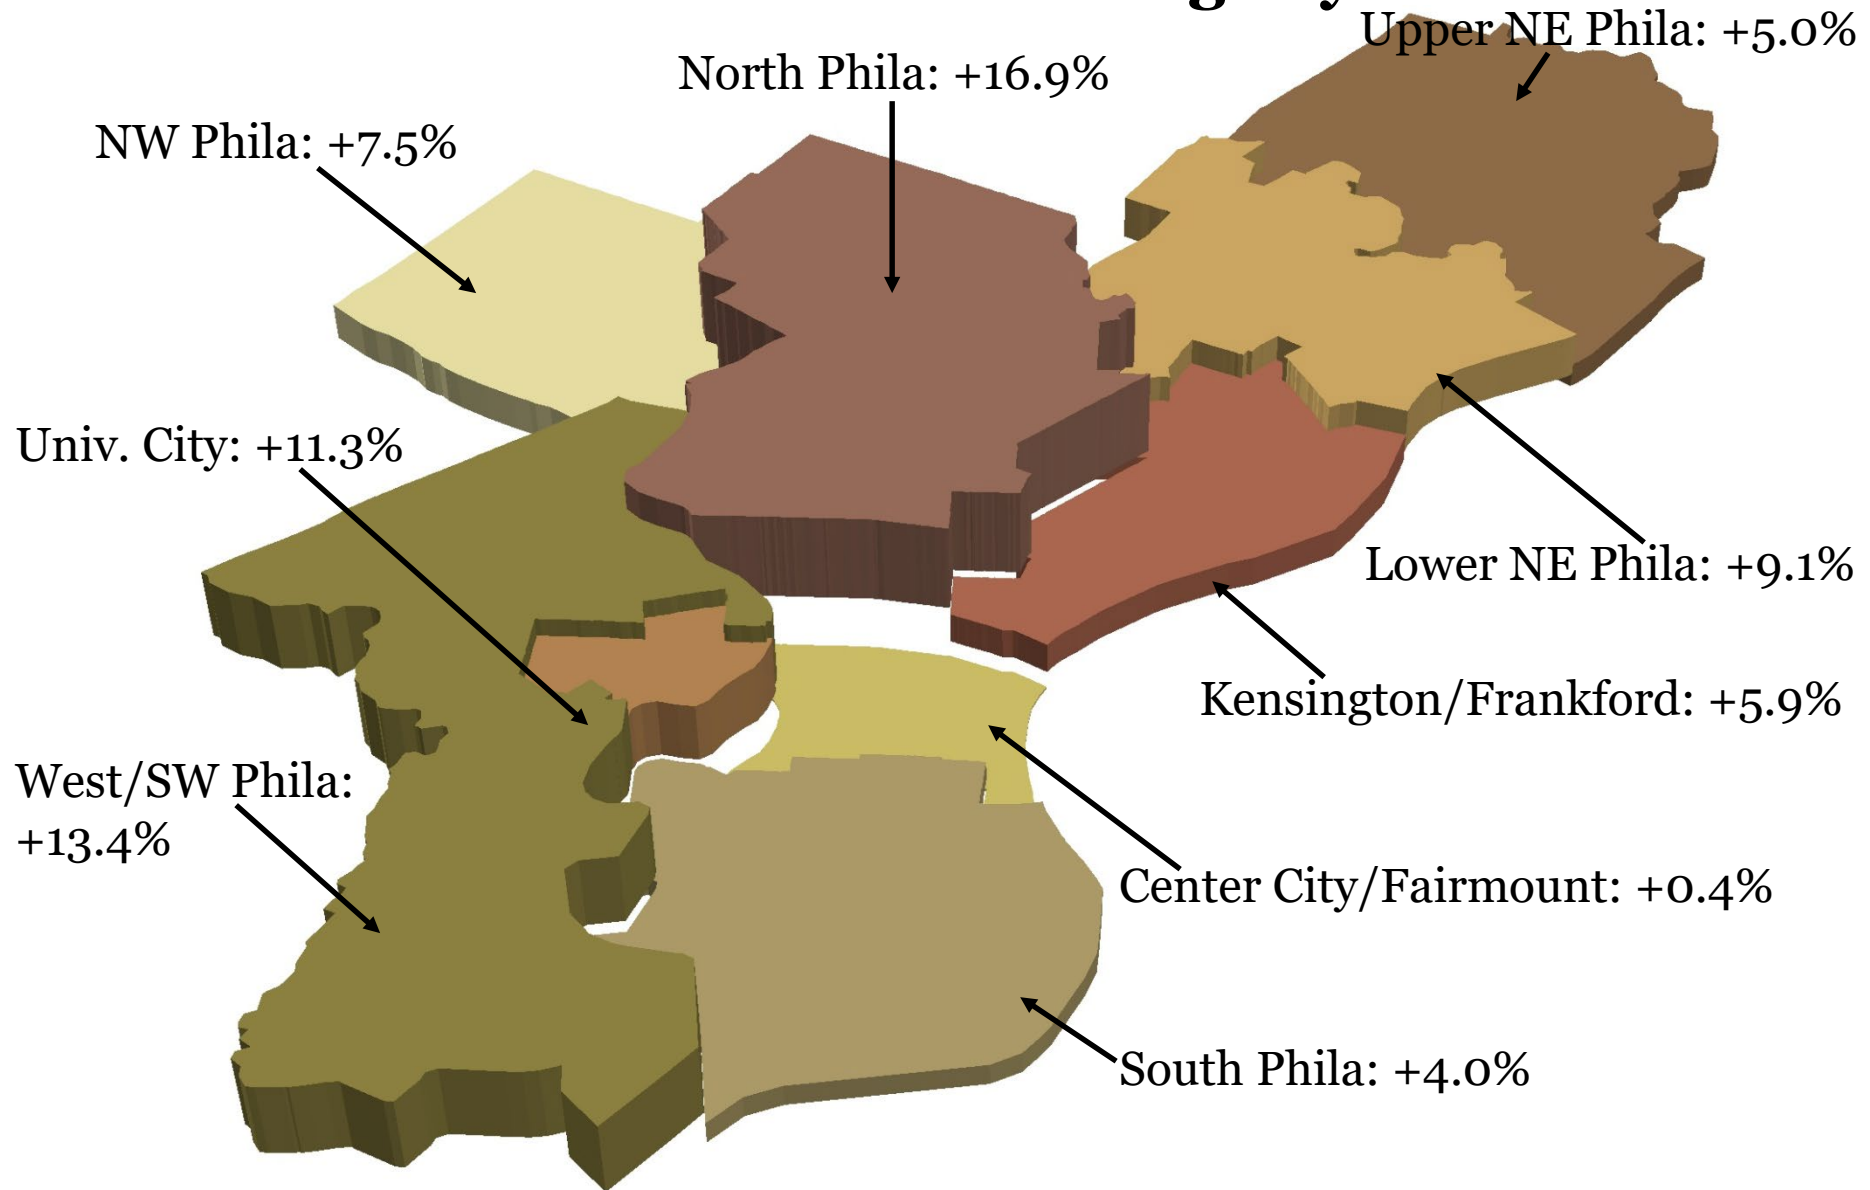 Upper NE Phila: +5.0%
North Phila: +16.9%
NW Phila: +7.5%
Univ. City: +11.3%
Lower NE Phila: +9.1%
Kensington/Frankford: +5.9%
West/SW Phila:
+13.4%
Center City/Fairmount: +0.4%
South Phila: +4.0%